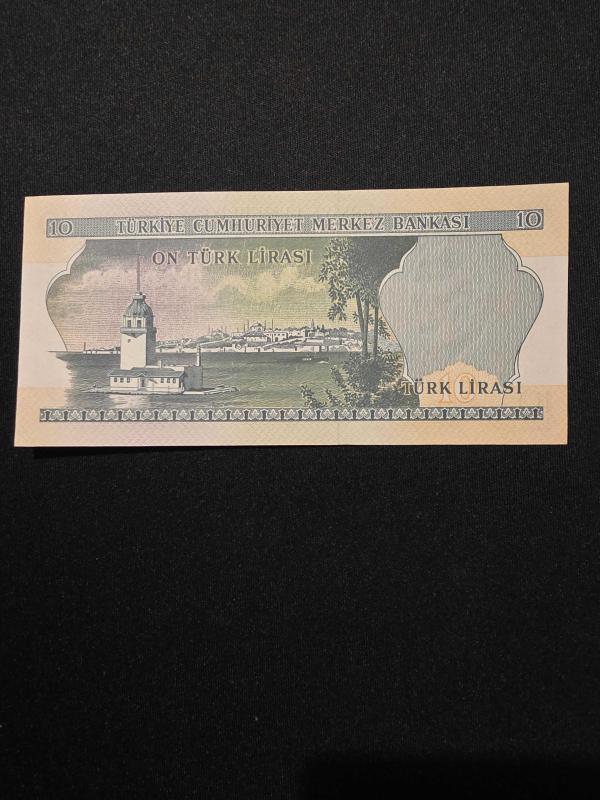 10 TÜRKİYE CUMHURİYET MERKEZ BANKASI 10
ON TÜRK LİRASI
10
TÜRK LİRASI